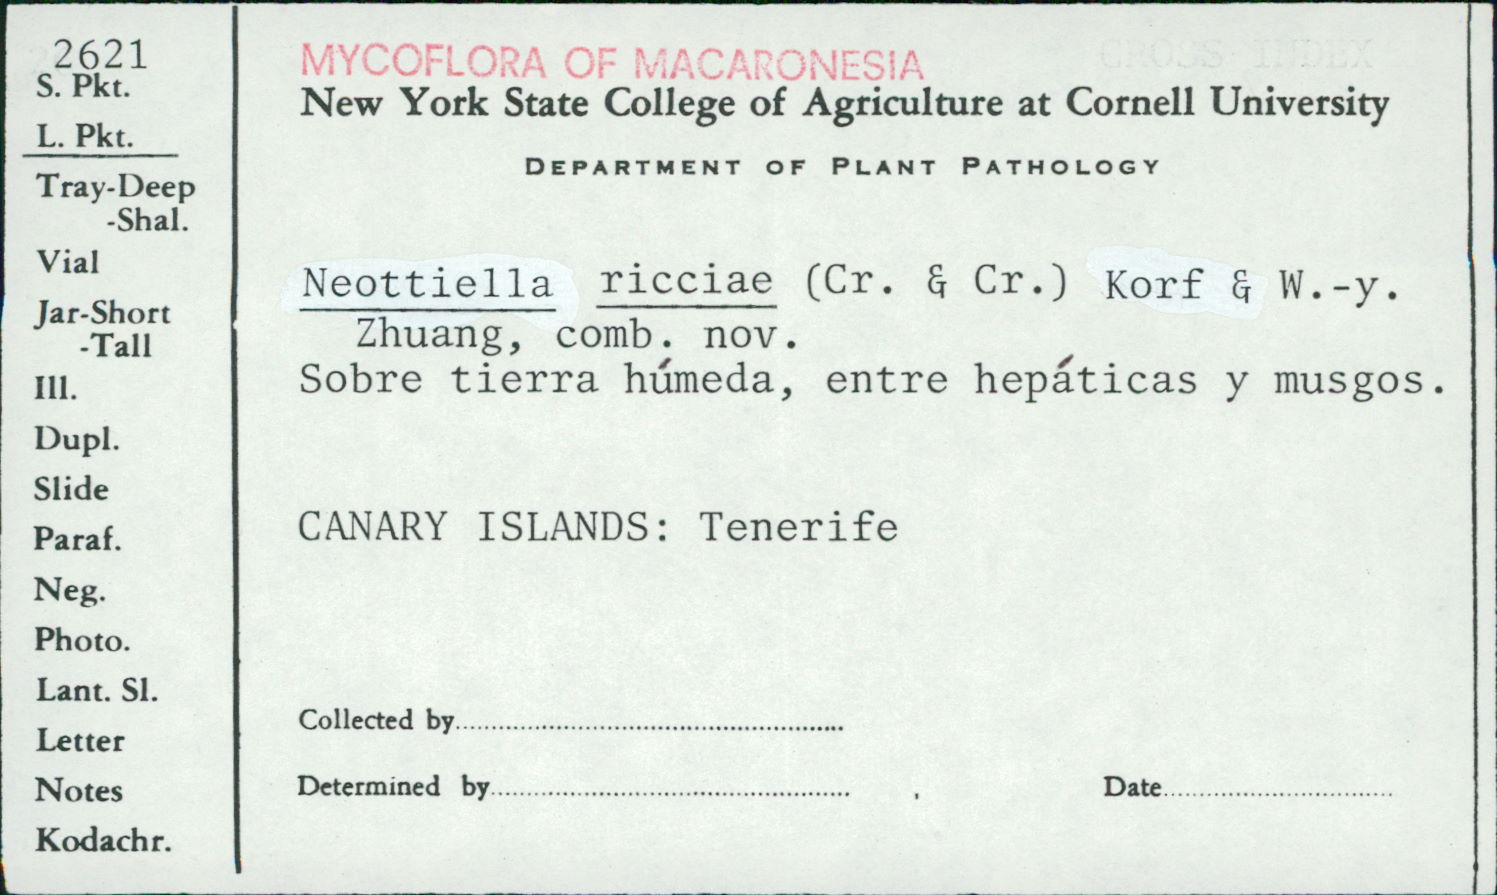 2621
S. Pkt.
L. Pkt.
Tray-Deep
-Shal.
Vial
Jar-Short
-Tall
Ill.
Dupl.
Slide
Paraf.
Neg.
Photo.
Lant. Sl.
Letter
Notes
Kodachr.
MYCOFLORA OF MACARONESIA
CROSS INDEX
New York State College of Agriculture at Cornell University
DEPARTMENT OF PLANT PATHOLOGY
Neottiella ricciae (Cr. & Cr.) Korf & W.-y.
Zhuang, comb. nov.
Sobre tierra húmeda, entre hepáticas y musgos.
CANARY ISLANDS: Tenerife
Collected by
Determined by
Date